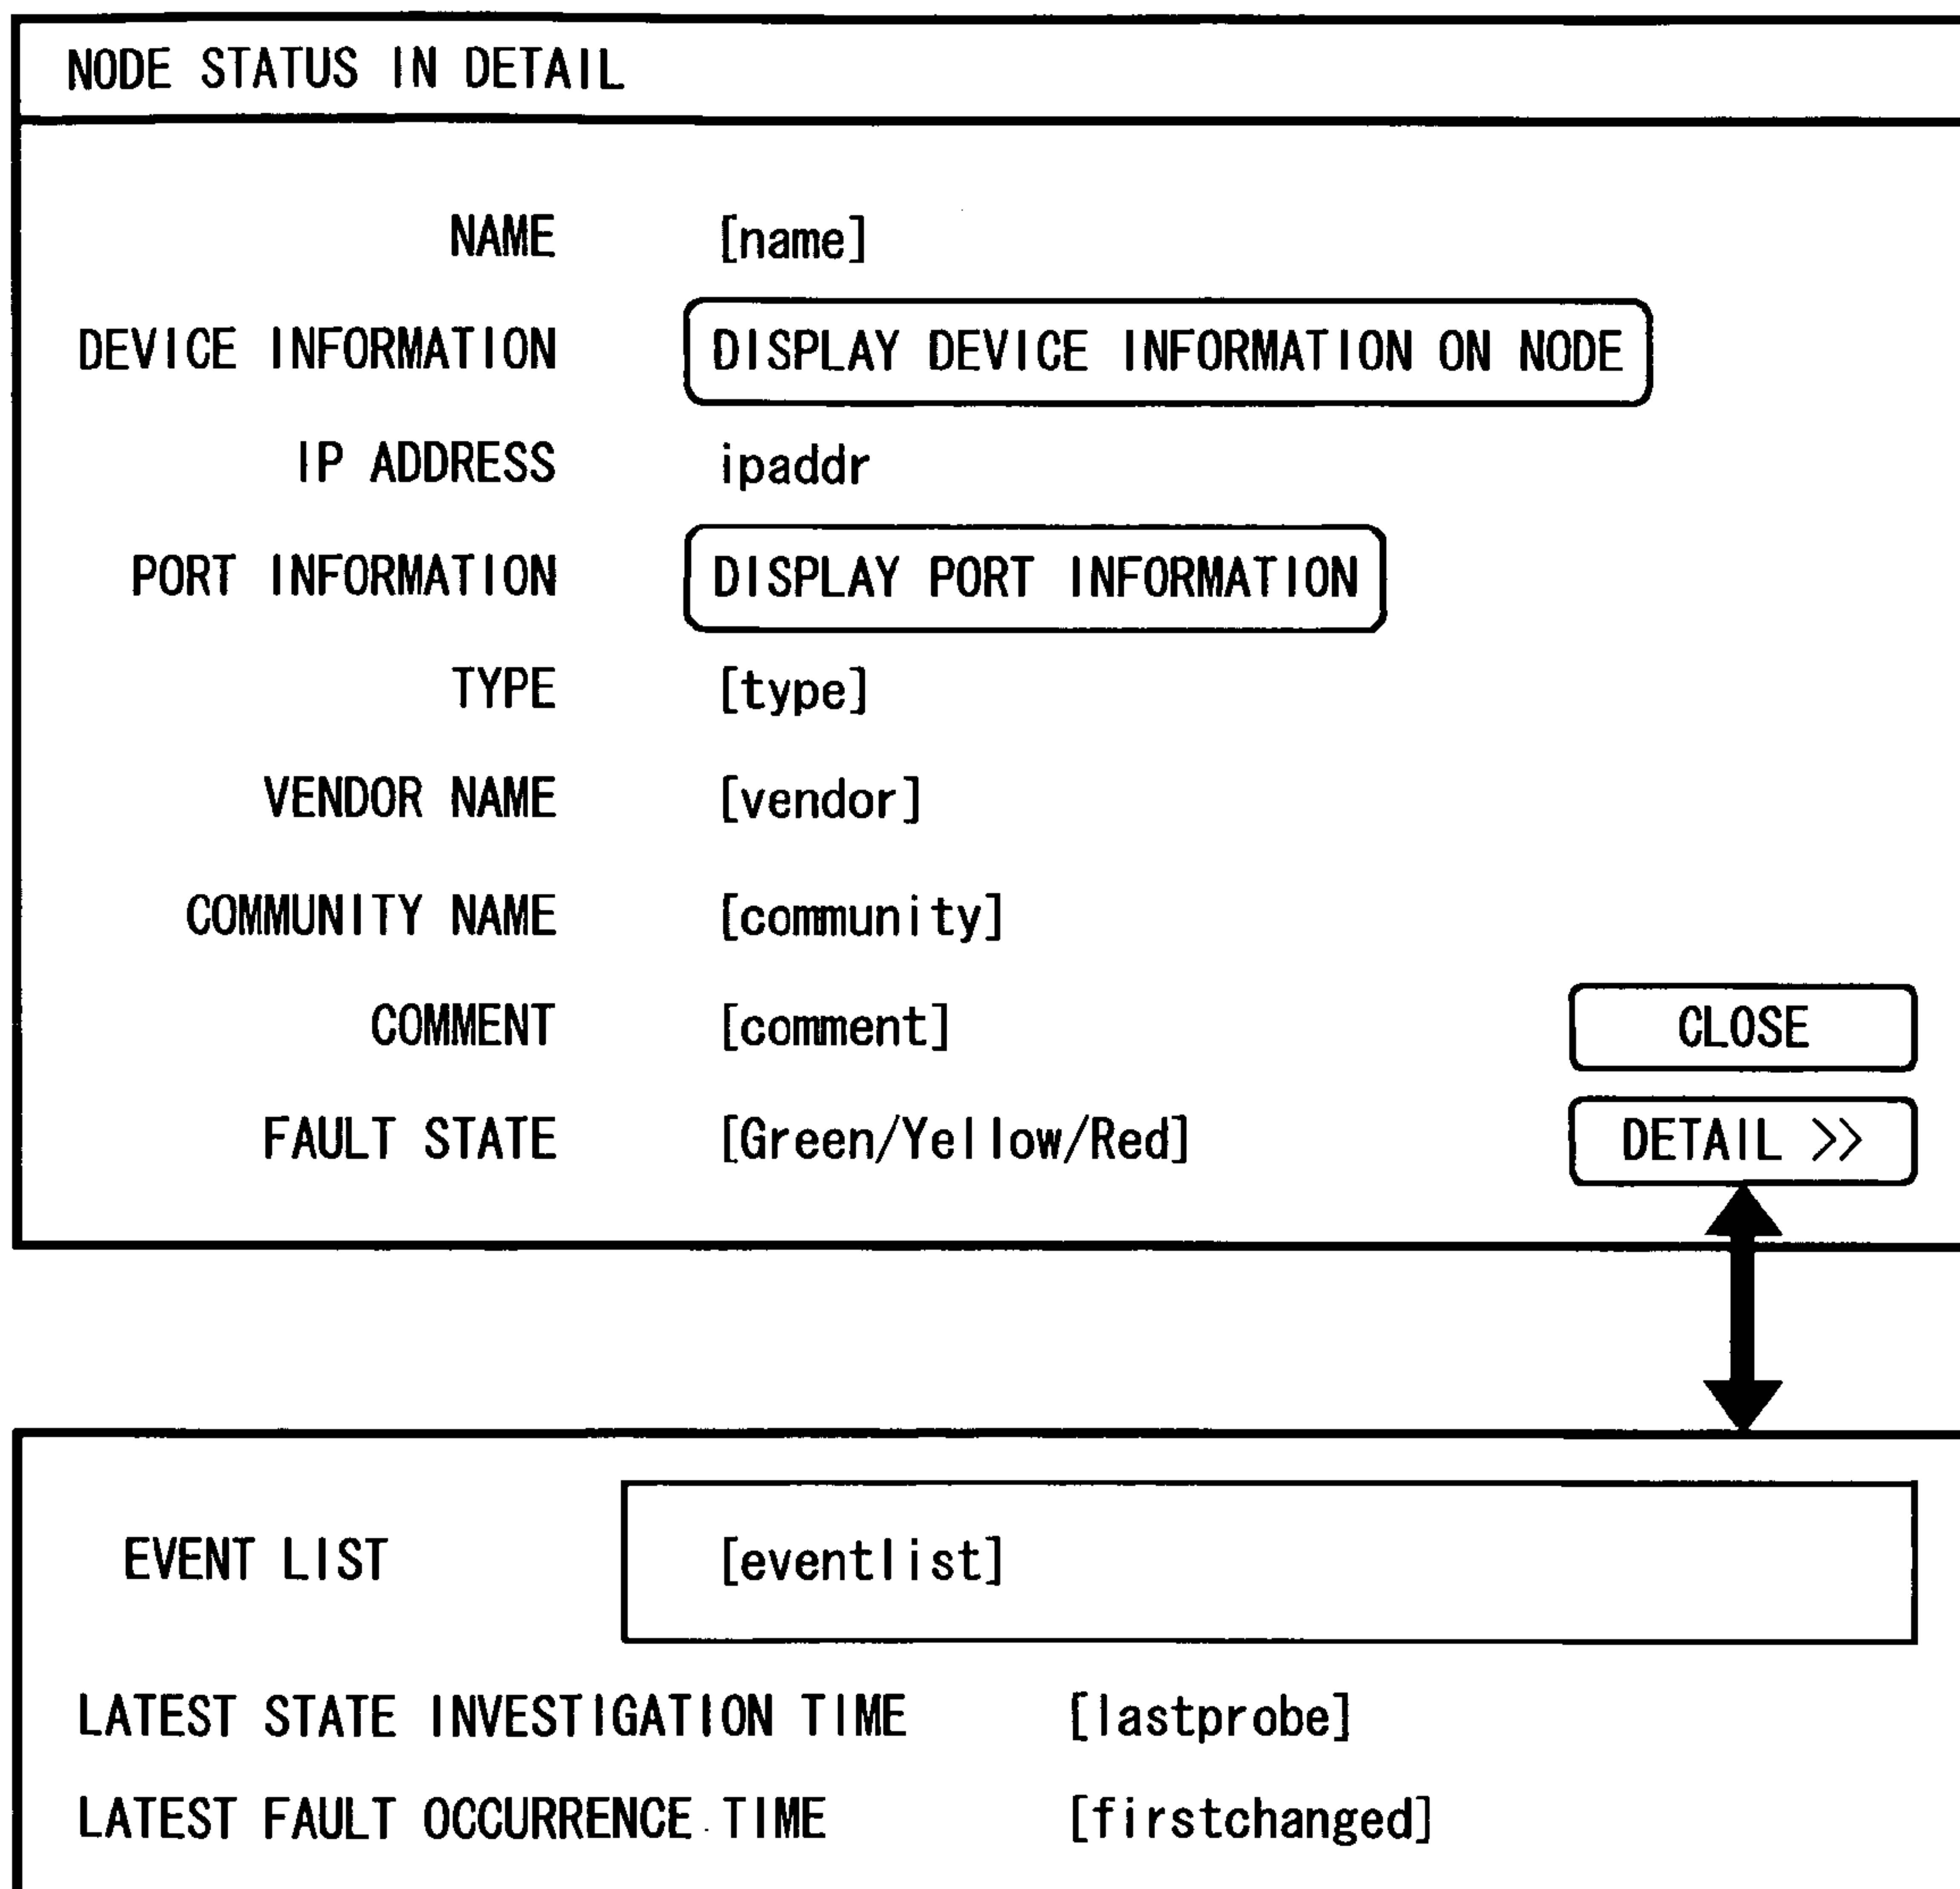 NODE STATUS IN DETAIL
NAME [name]
DEVICE INFORMATION DISPLAY DEVICE INFORMATION ON NODE
IP ADDRESS ipaddr
PORT INFORMATION DISPLAY PORT INFORMATION
TYPE [type]
VENDOR NAME [vendor]
COMMUNITY NAME [community]
COMMENT [comment] CLOSE
FAULT STATE [Green/Yellow/Red] DETAIL >>
EVENT LIST [eventlist]
LATEST STATE INVESTIGATION TIME [lastprobe]
LATEST FAULT OCCURRENCE TIME [firstchanged]